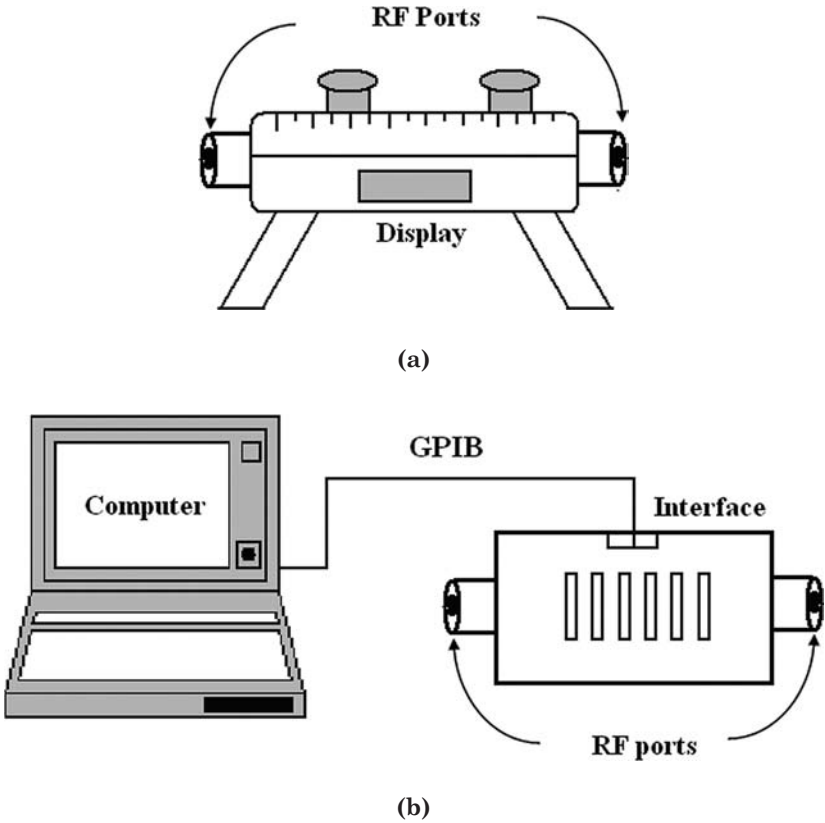 RF Ports
Display
(a)
GPIB
Computer
Interface
RF ports
(b)